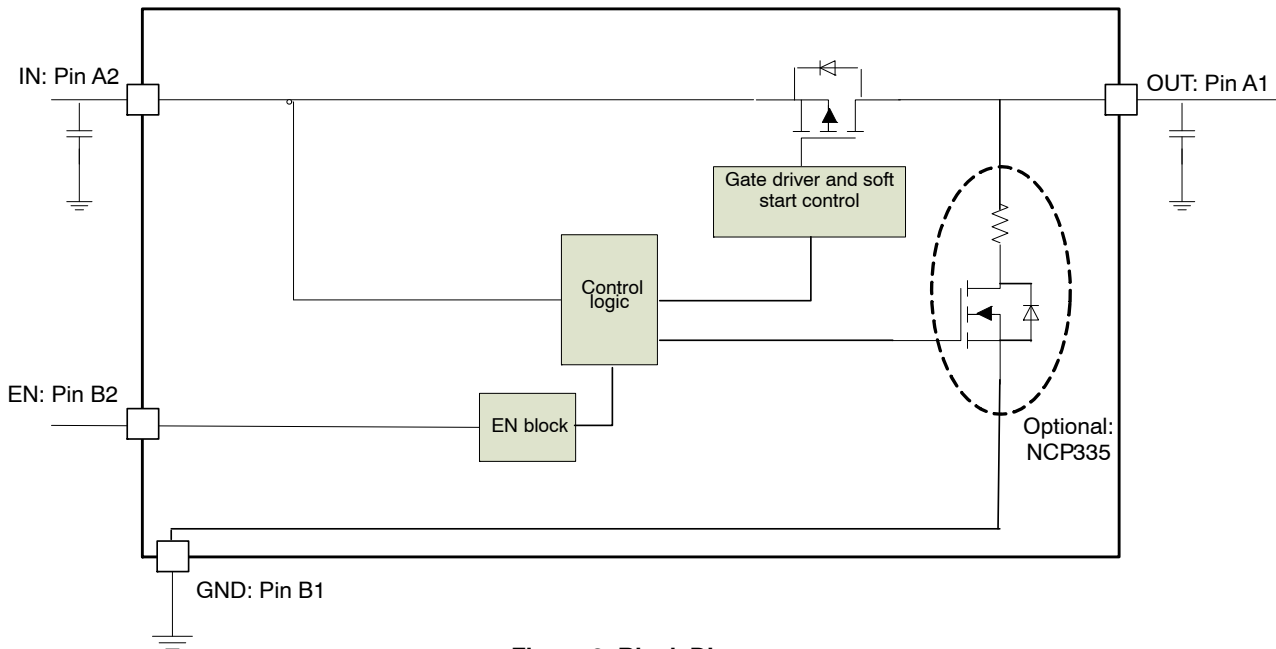 IN: Pin A2
OUT: Pin A1
Gate driver and soft
start control
Control
logic
EN: Pin B2
EN block
Optional:
NCP335
GND: Pin B1